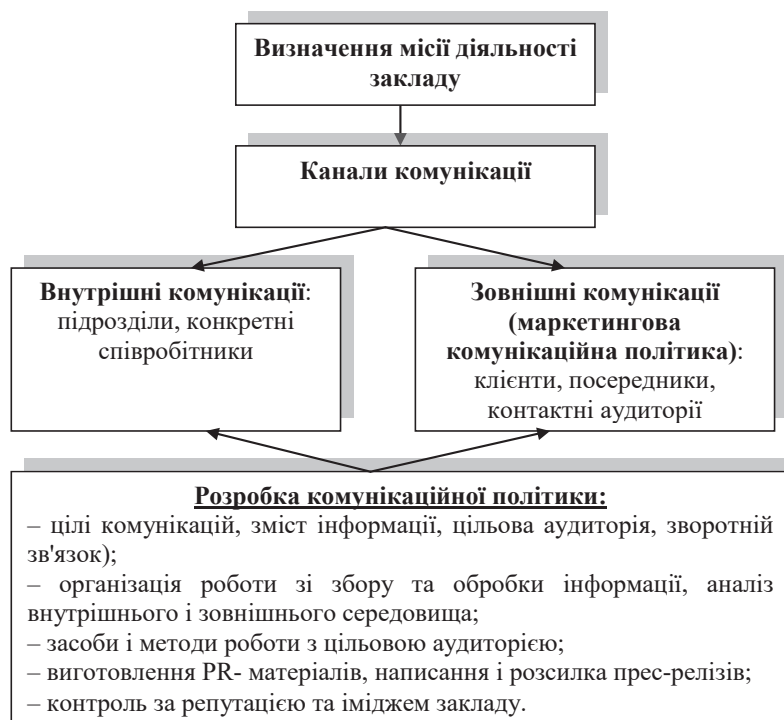 Визначення місії діяльності
закладу
Канали комунікації
Внутрішні комунікації:
підрозділи, конкретні
співробітники
Зовнішні комунікації
(маркетингова
комунікаційна політика):
клієнти, посередники,
контактні аудиторії
Розробка комунікаційної політики:
– цілі комунікацій, зміст інформації, цільова аудиторія, зворотній
зв'язок);
– організація роботи зі збору та обробки інформації, аналіз
внутрішнього і зовнішнього середовища;
– засоби і методи роботи з цільовою аудиторією;
– виготовлення PR- матеріалів, написання і розсилка прес-релізів;
– контроль за репутацією та іміджем закладу.